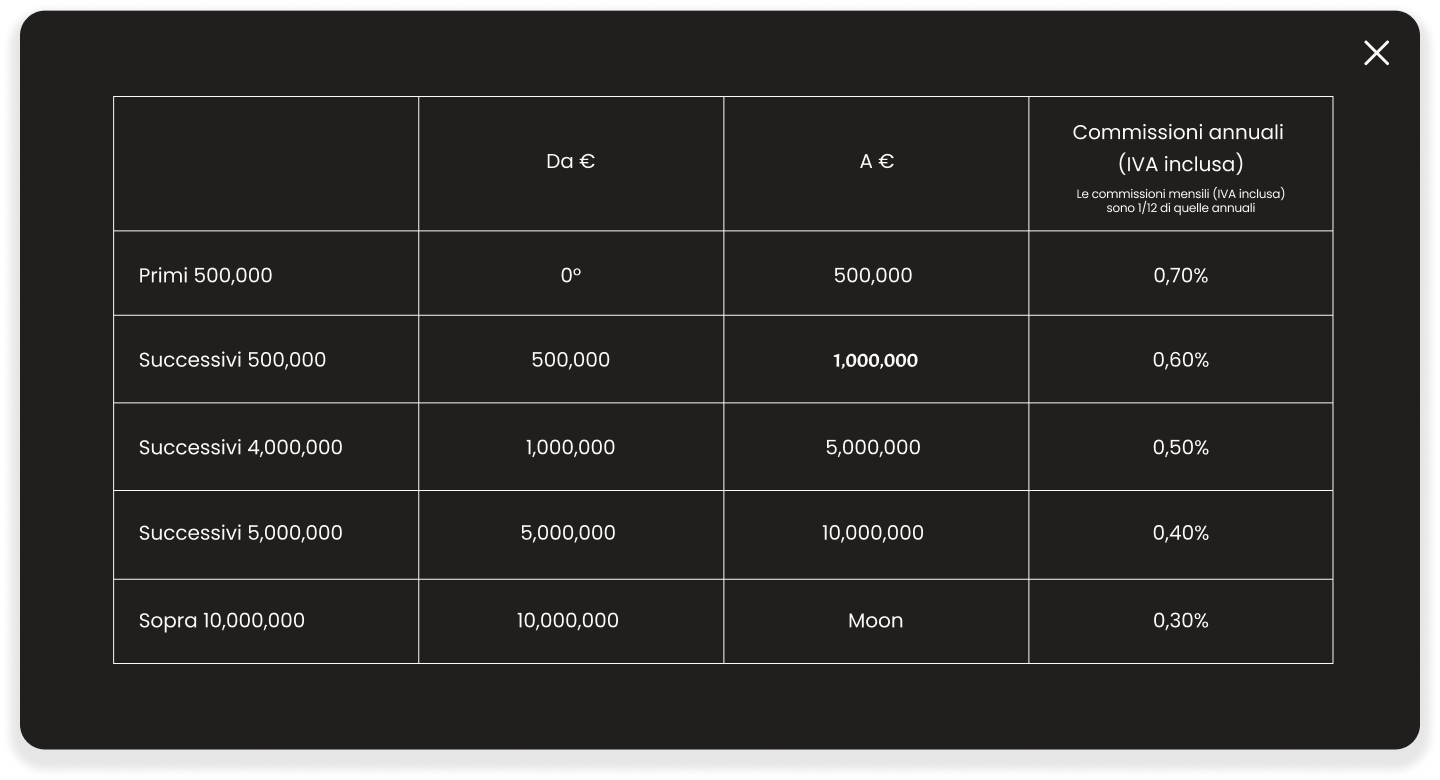 Da €
A €
Commissioni annuali
(IVA inclusa)
Le commissioni mensili (IVA inclusa)
sono 1/12 di quelle annuali
Primi 500,000
0º
500,000
0,70%
Successivi 500,000
500,000
1,000,000
0,60%
Successivi 4,000,000
1,000,000
5,000,000
0,50%
Successivi 5,000,000
5,000,000
10,000,000
0,40%
Sopra 10,000,000
10,000,000
Moon
0,30%